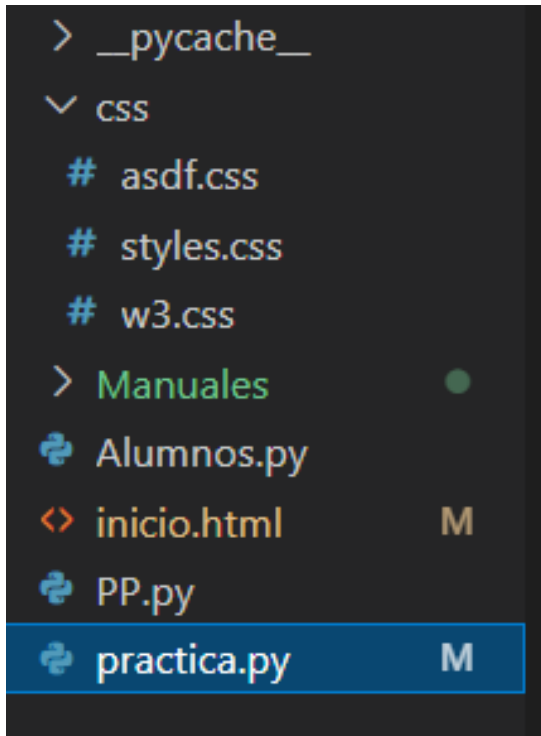 __pycache__
css
# asdf.css
# styles.css
# w3.css
Manuales
Alumnos.py
<> inicio.html M
PP.py
practica.py M